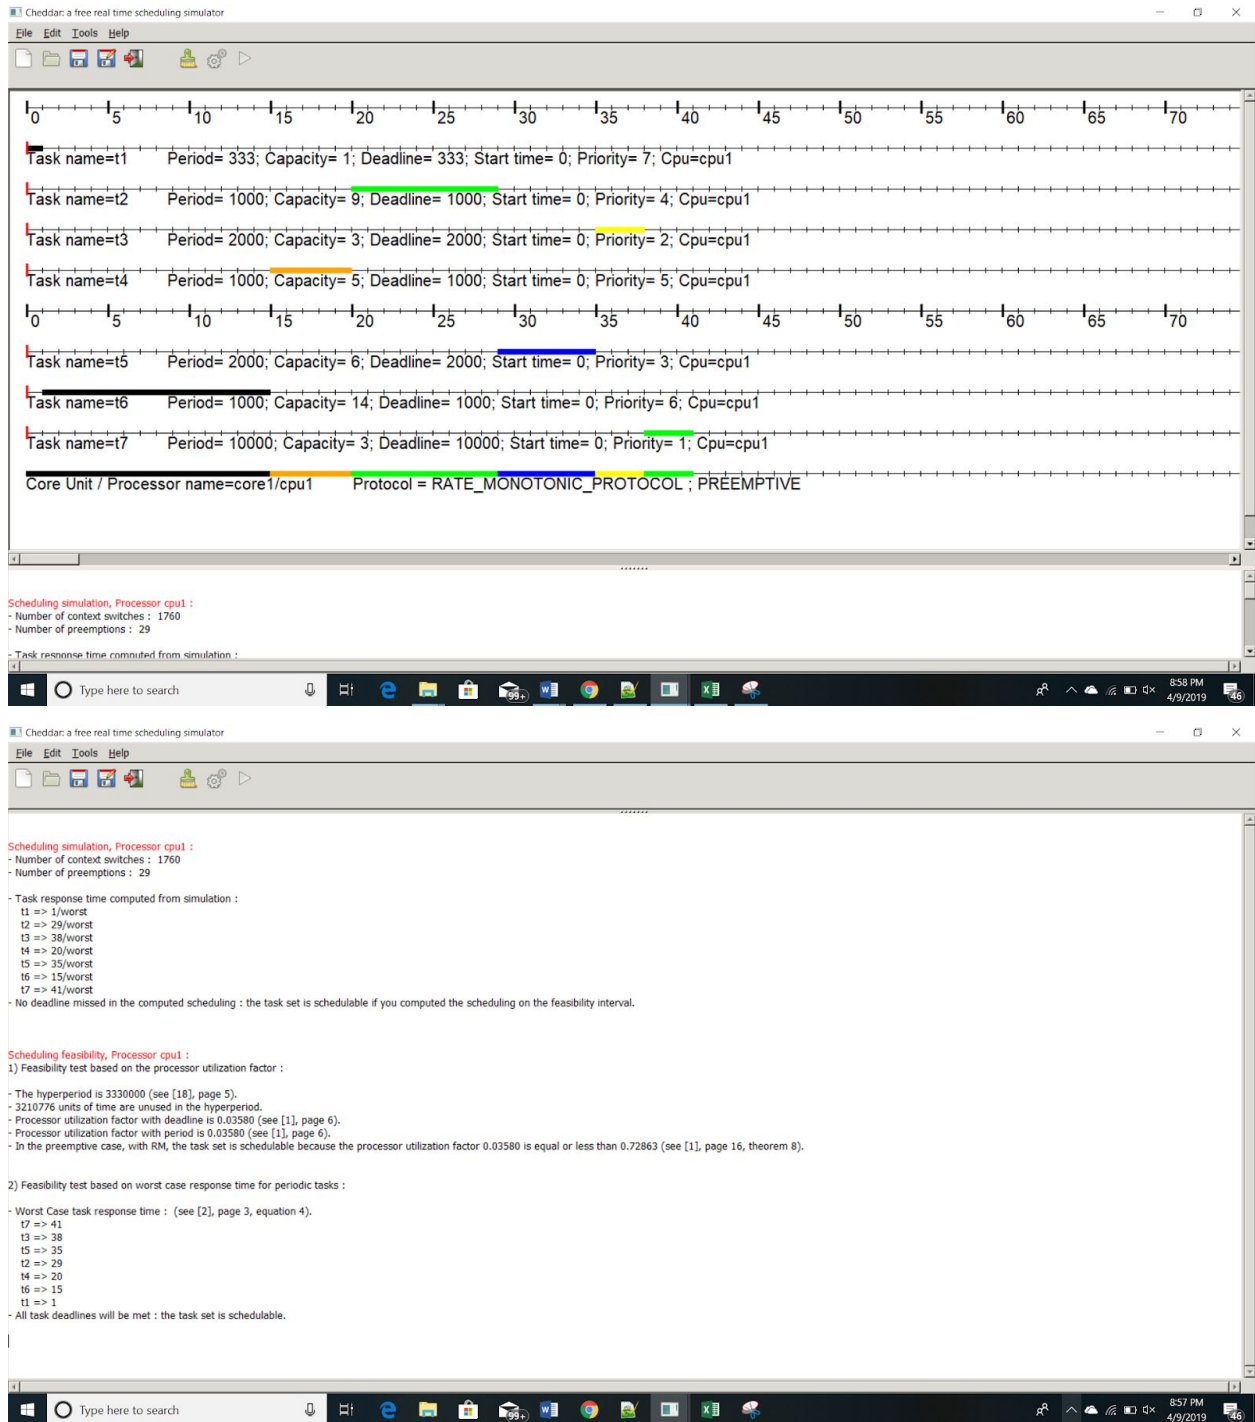 Cheddar: a free real time scheduling simulator
File Edit Tools Help
0 5 10 15 20 25 30 35 40 45 50 55 60 65 70
Task name=t1 Period= 333; Capacity= 1; Deadline= 333; Start time= 0; Priority= 7; Cpu=cpu1
Task name=t2 Period= 1000; Capacity= 9; Deadline= 1000; Start time= 0; Priority= 4; Cpu=cpu1
Task name=t3 Period= 2000; Capacity= 3; Deadline= 2000; Start time= 0; Priority= 2; Cpu=cpu1
Task name=t4 Period= 1000; Capacity= 5; Deadline= 1000; Start time= 0; Priority= 5; Cpu=cpu1
0 5 10 15 20 25 30 35 40 45 50 55 60 65 70
Task name=t5 Period= 2000; Capacity= 6; Deadline= 2000; Start time= 0; Priority= 3; Cpu=cpu1
Task name=t6 Period= 1000; Capacity= 14; Deadline= 1000; Start time= 0; Priority= 6; Cpu=cpu1
Task name=t7 Period= 10000; Capacity= 3; Deadline= 10000; Start time= 0; Priority= 1; Cpu=cpu1
Core Unit / Processor name=core1/cpu1 Protocol = RATE_MONOTONIC_PROTOCOL ; PREEMPTIVE
Scheduling simulation, Processor cpu1 :
- Number of context switches : 1760
- Number of preemptions : 29
- Task response time computed from simulation :
Type here to search
99+
8:58 PM
4/9/2019
46
Cheddar: a free real time scheduling simulator
File Edit Tools Help
Scheduling simulation, Processor cpu1 :
- Number of context switches : 1760
- Number of preemptions : 29
- Task response time computed from simulation :
t1 => 1/worst
t2 => 29/worst
t3 => 38/worst
t4 => 20/worst
t5 => 35/worst
t6 => 15/worst
t7 => 41/worst
- No deadline missed in the computed scheduling : the task set is schedulable if you computed the scheduling on the feasibility interval.
Scheduling feasibility, Processor cpu1 :
1) Feasibility test based on the processor utilization factor :
- The hyperperiod is 3330000 (see [18], page 5).
- 3210776 units of time are unused in the hyperperiod.
- Processor utilization factor with deadline is 0.03580 (see [1], page 6).
- Processor utilization factor with period is 0.03580 (see [1], page 6).
- In the preemptive case, with RM, the task set is schedulable because the processor utilization factor 0.03580 is equal or less than 0.72863 (see [1], page 16, theorem 8).
2) Feasibility test based on worst case response time for periodic tasks :
- Worst Case task response time : (see [2], page 3, equation 4).
t7 => 41
t3 => 38
t5 => 35
t2 => 29
t4 => 20
t6 => 15
t1 => 1
- All task deadlines will be met : the task set is schedulable.
Type here to search
99+
8:57 PM
4/9/2019
46